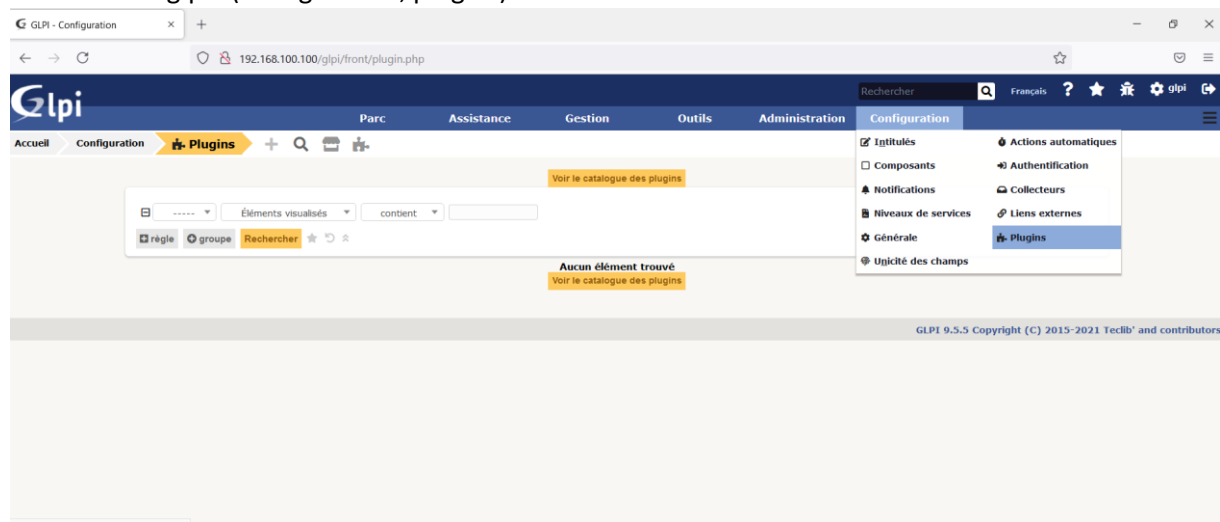 GLPI - Configuration
192.168.100.100/glpi/front/plugin.php
Glpi
Rechercher Français ? glpi
Parc Assistance Gestion Outils Administration Configuration
Accueil Configuration Plugins
Intitulés Actions automatiques
Composants Authentification
Notifications Collecteurs
Niveaux de services Liens externes
Générale Plugins
Unicité des champs
Voir le catalogue des plugins
----- Éléments visualisés contient
règle groupe Rechercher
Aucun élément trouvé
Voir le catalogue des plugins
GLPI 9.5.5 Copyright (C) 2015-2021 Teclib' and contributors